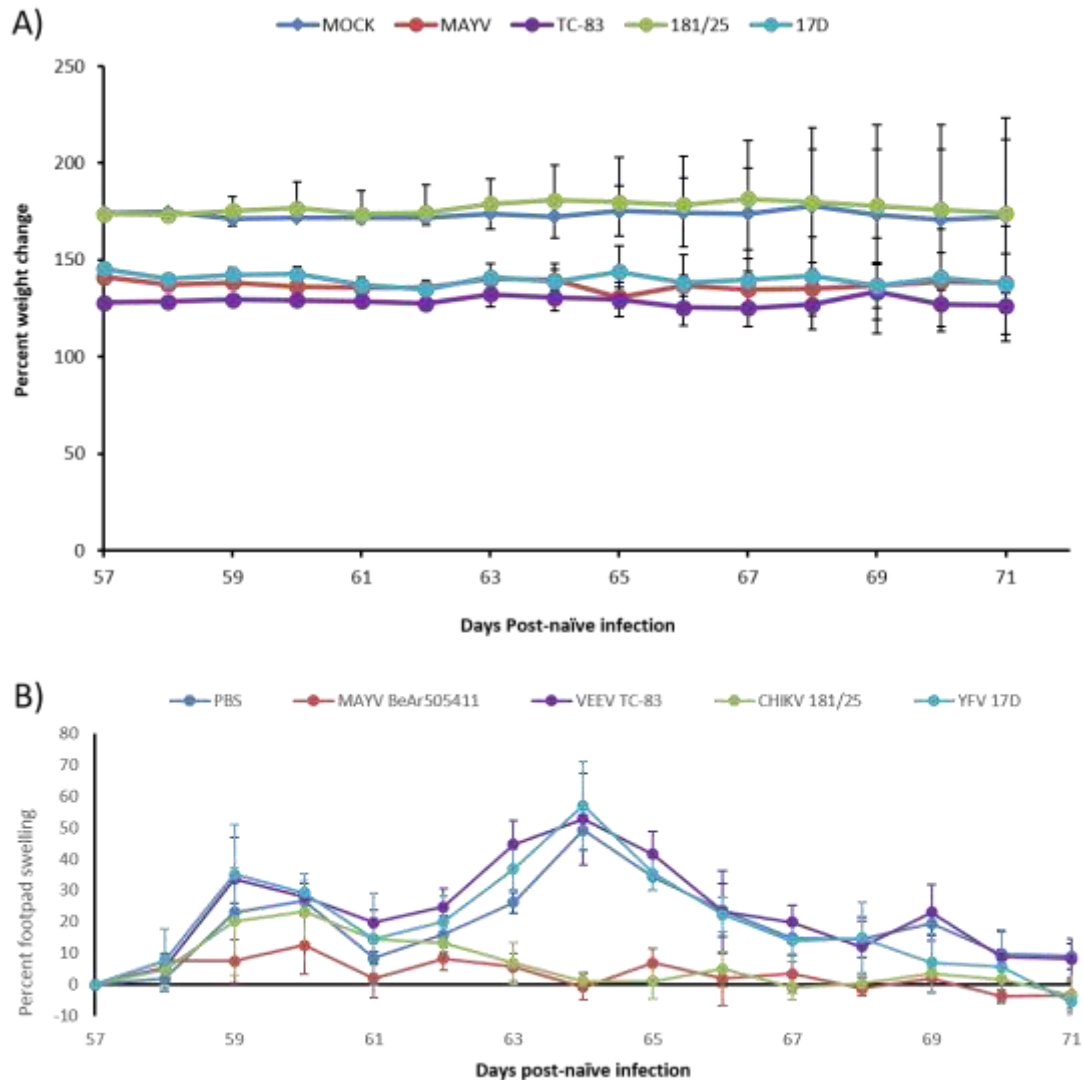 A)
MOCK MAYV TC-83 181/25 17D
250
200
150
100
50
0
Percent weight change
57 59 61 63 65 67 69 71
Days Post-naïve infection
B)
PBS MAYV BeAr505411 VEEV TC-83 CHIKV 181/25 YFV 17D
80
70
60
50
40
30
20
10
0
-10
Percent footpad swelling
57 59 61 63 65 67 69 71
Days post-naïve infection